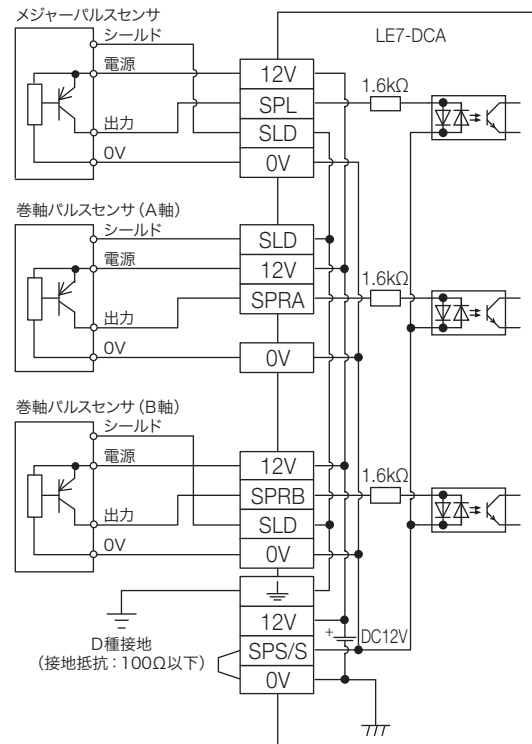 メジャーパルスセンサ
シールド
LE7-DCA
電源
12V
1.6kΩ
SPL
出力
SLD
0V
0V
巻軸パルスセンサ（A軸）
シールド
SLD
電源
12V
1.6kΩ
SPRA
出力
0V
0V
巻軸パルスセンサ（B軸）
シールド
電源
12V
1.6kΩ
SPRB
出力
SLD
0V
0V
12V
D種接地
（接地抵抗：100Ω以下）
+
DC12V
SPS/S
0V